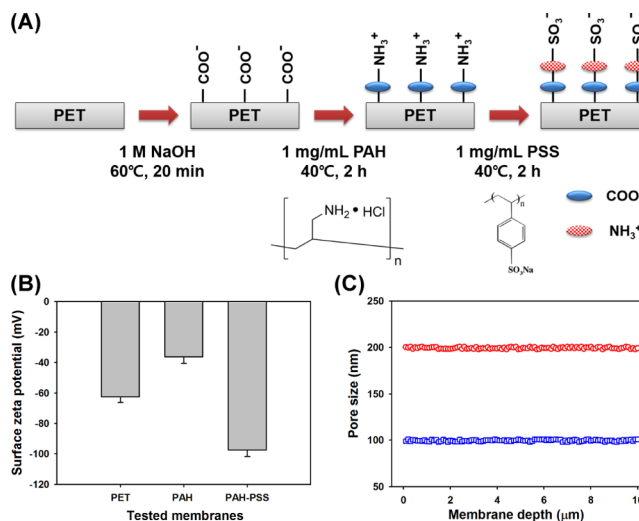 (A)
COO⁻ COO⁻ COO⁻
NH₃⁺ NH₃⁺ NH₃⁺
SO₃⁻ SO₃⁻ SO₃⁻
PET PET PET PET
1 M NaOH 1 mg/mL PAH 1 mg/mL PSS
60℃, 20 min 40℃, 2 h 40℃, 2 h
NH₂ • HCl
n
n
SO₃Na
COO
NH₃⁺
(B)
Surface zeta potential (mV)
0
-20
-40
-60
-80
-100
-120
PET PAH PAH-PSS
Tested membranes
(C)
Pore size (nm)
250
200
150
100
50
0 2 4 6 8 10
Membrane depth (μm)